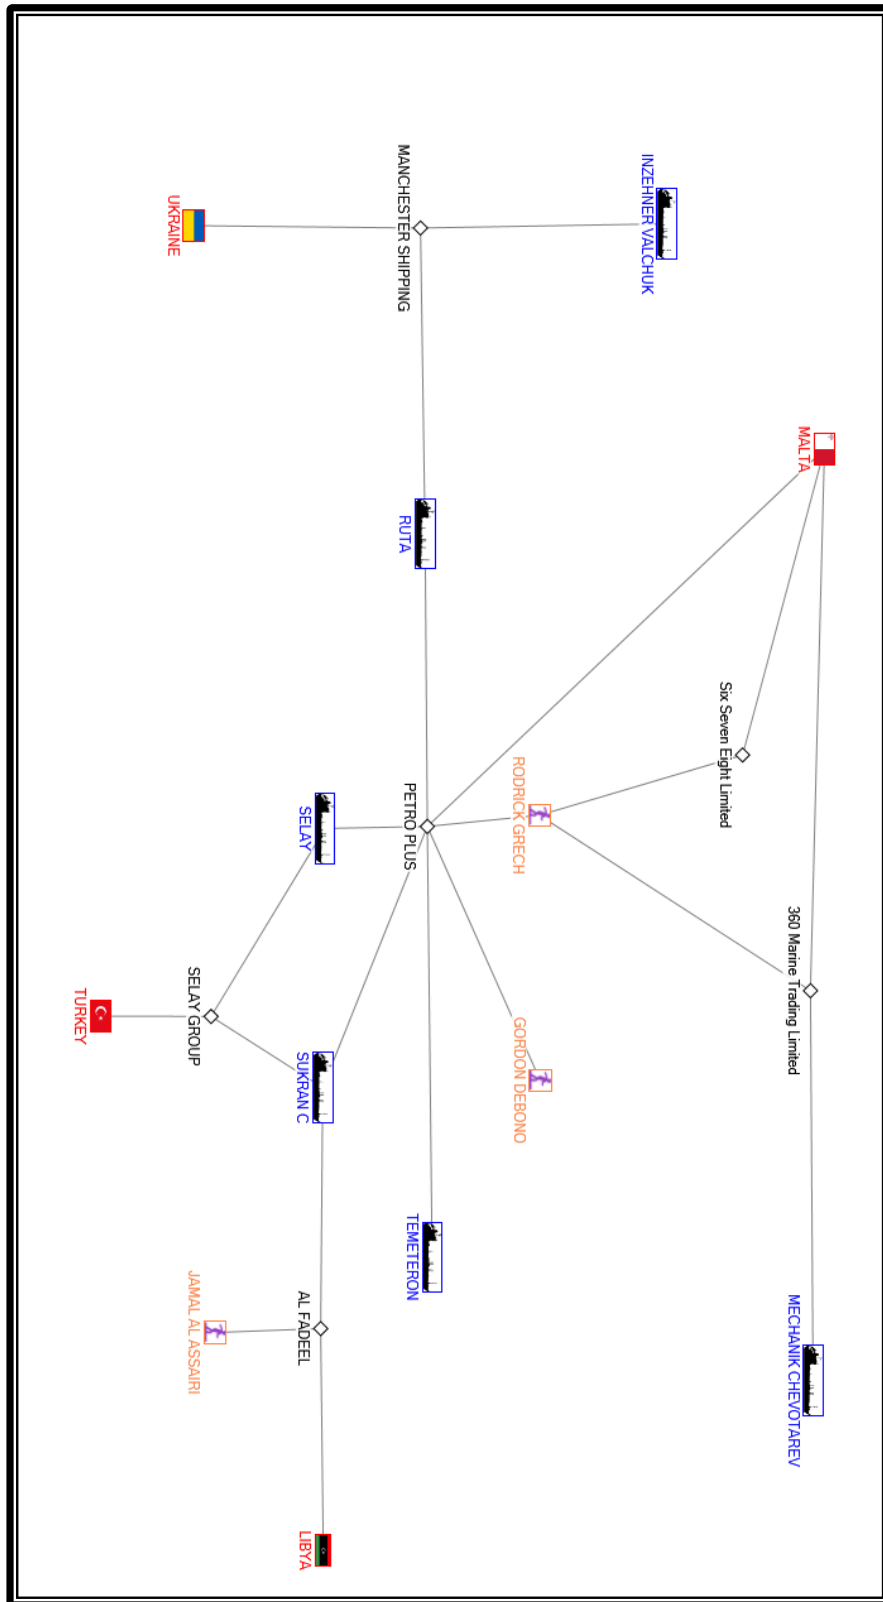 INZEHNER VALCHUK
MANCHESTER SHIPPING
UKRAINE
MALTA
RUTA
Six Seven Eight Limited
360 Marine Trading Limited
RODRICK GRECH
PETRO PLUS
SELAY
SELAY GROUP
TURKEY
SUKRAN C
GORDON DEBONO
TEMETERON
MECHANIK CHEVOTAREV
AL FADEEL
JAMAL AL ASSAIRI
LIBYA